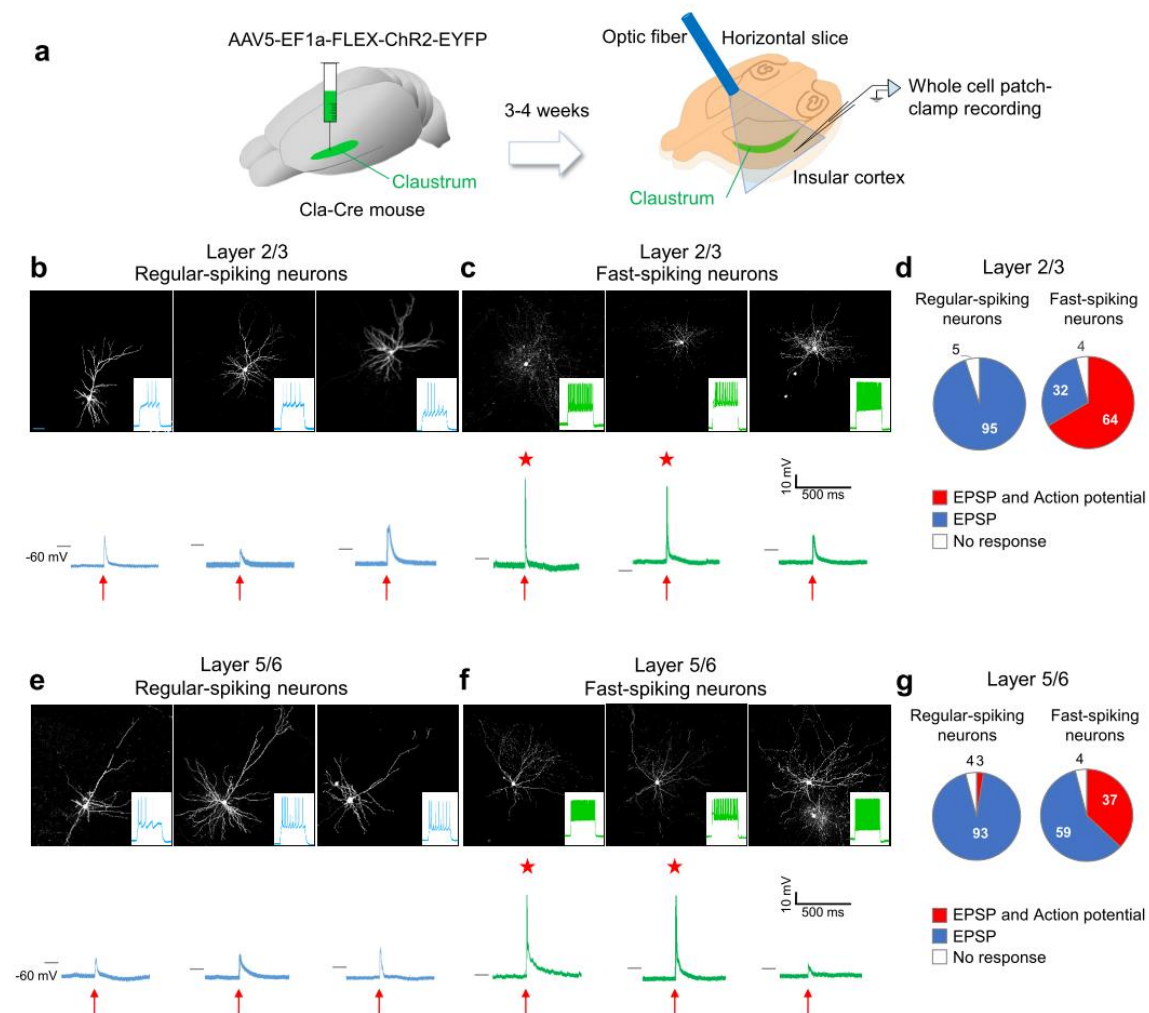 a
AAV5-EF1a-FLEX-ChR2-EYFP
Claustrum
Cla-Cre mouse
3-4 weeks
Optic fiber
Horizontal slice
Whole cell patch-
clamp recording
Insular cortex
Claustrum
b
Layer 2/3
Regular-spiking neurons
c
Layer 2/3
Fast-spiking neurons
d
Layer 2/3
Regular-spiking
neurons
Fast-spiking
neurons
5
95
4
32
64
EPSP and Action potential
EPSP
No response
10 mV
500 ms
-60 mV
e
Layer 5/6
Regular-spiking neurons
f
Layer 5/6
Fast-spiking neurons
g
Layer 5/6
Regular-spiking
neurons
Fast-spiking
neurons
4 3
93
4
37
59
EPSP and Action potential
EPSP
No response
10 mV
500 ms
-60 mV